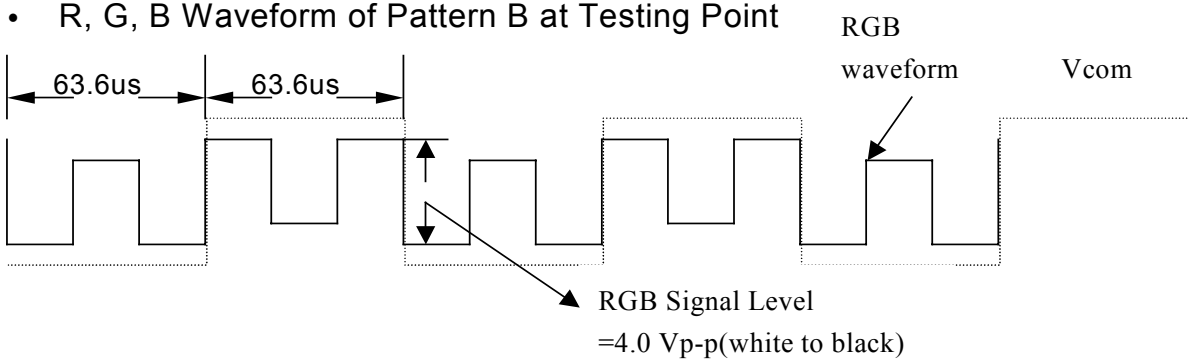 • R, G, B Waveform of Pattern B at Testing Point
RGB
waveform
Vcom
63.6us
63.6us
RGB Signal Level
=4.0 Vp-p(white to black)